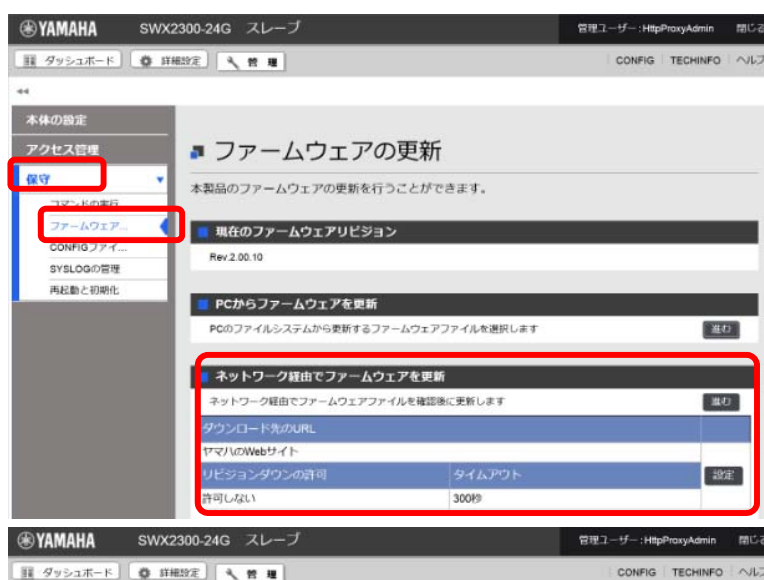 YAMAHA SWX2300-24G スレーブ 管理ユーザー:HttpProxyAdmin 閉じる
ダッシュボード 詳細設定 管理 CONFIG TECHINFO ヘルプ
本体の設定
アクセス管理
保守
コマンドの実行
ファームウェア...
CONFIGファイ...
SYSLOGの管理
再起動と初期化
ファームウェアの更新
本製品のファームウェアの更新を行うことができます。
現在のファームウェアリビジョン
Rev.2.00.10
PCからファームウェアを更新
PCのファイルシステムから更新するファームウェアファイルを選択します 進む
ネットワーク経由でファームウェアを更新
ネットワーク経由でファームウェアファイルを確認後に更新します 進む
ダウンロード先のURL
ヤマハのWebサイト
リビジョンダウンの許可 タイムアウト 設定
許可しない 300秒
YAMAHA SWX2300-24G スレーブ 管理ユーザー:HttpProxyAdmin 閉じる
ダッシュボード 詳細設定 管理 CONFIG TECHINFO ヘルプ